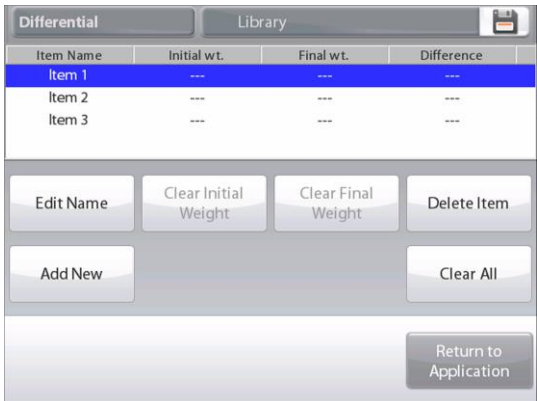 Differential Library
Item Name Initial wt. Final wt. Difference
Item 1 --- --- ---
Item 2 --- --- ---
Item 3 --- --- ---
Edit Name
Clear Initial
Weight
Clear Final
Weight
Delete Item
Add New
Clear All
Return to
Application